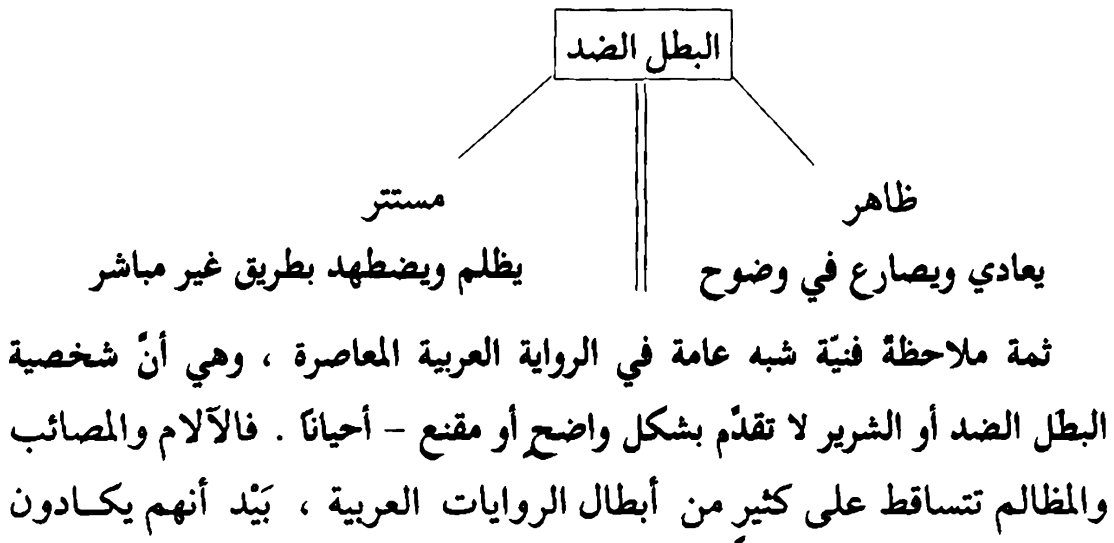 البطل الضد
ظاهر
مستتر
يعادي ويصارع في وضوح
يظلم ويضطهد بطريق غير مباشر
ثمة ملاحظةٌ فنيّة شبه عامة في الرواية العربية المعاصرة ، وهي أنَّ شخصية
البطَل الضد أو الشرير لا تقدَّم بشكل واضحٍ أو مقنع – أحيانًا . فالآلام والمصائب
والمظالم تتساقط على كثيرٍ من أبطال الروايات العربية ، بَيْد أنهم يكادون